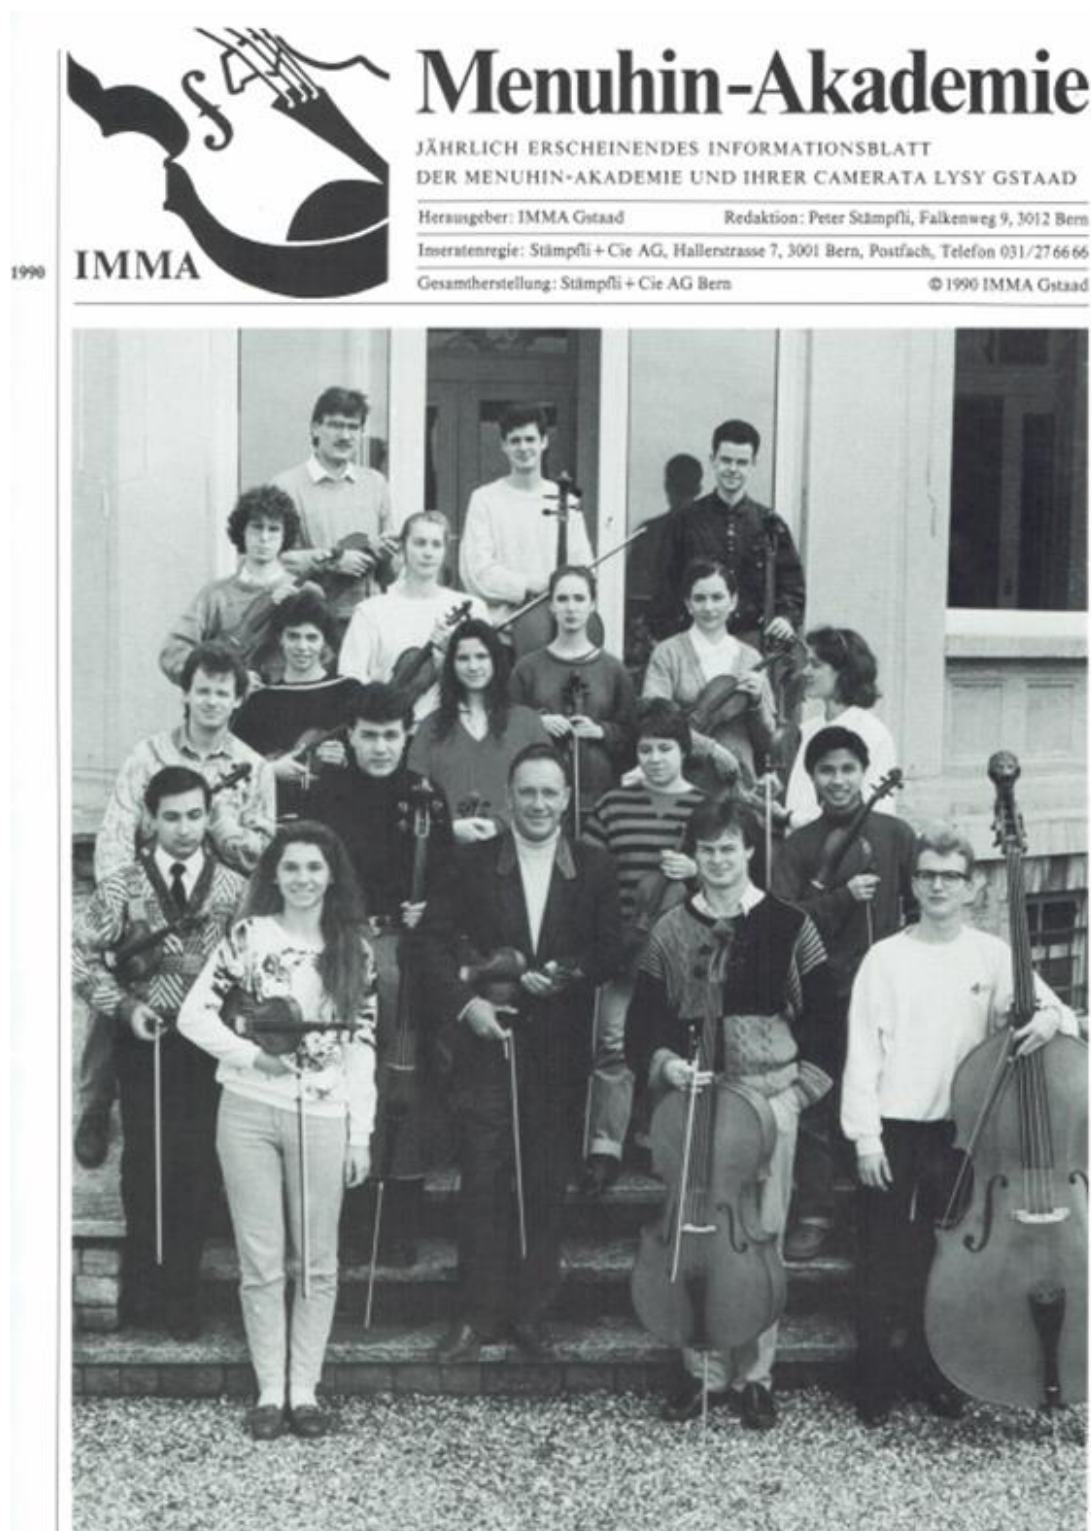 Menuhin-Akademie
JÄHRLICH ERSCHEINENDES INFORMATIONSBLATT
DER MENUHIN-AKADEMIE UND IHRER CAMERATA LYSY GSTAAD
Herausgeber: IMMA Gstaad Redaktion: Peter Stämpfli, Falkenweg 9, 3012 Bern
Inseratenregie: Stämpfli + Cie AG, Hallerstrasse 7, 3001 Bern, Postfach, Telefon 031/27 66 66
Gesamtherstellung: Stämpfli + Cie AG Bern © 1990 IMMA Gstaad
1990
IMMA